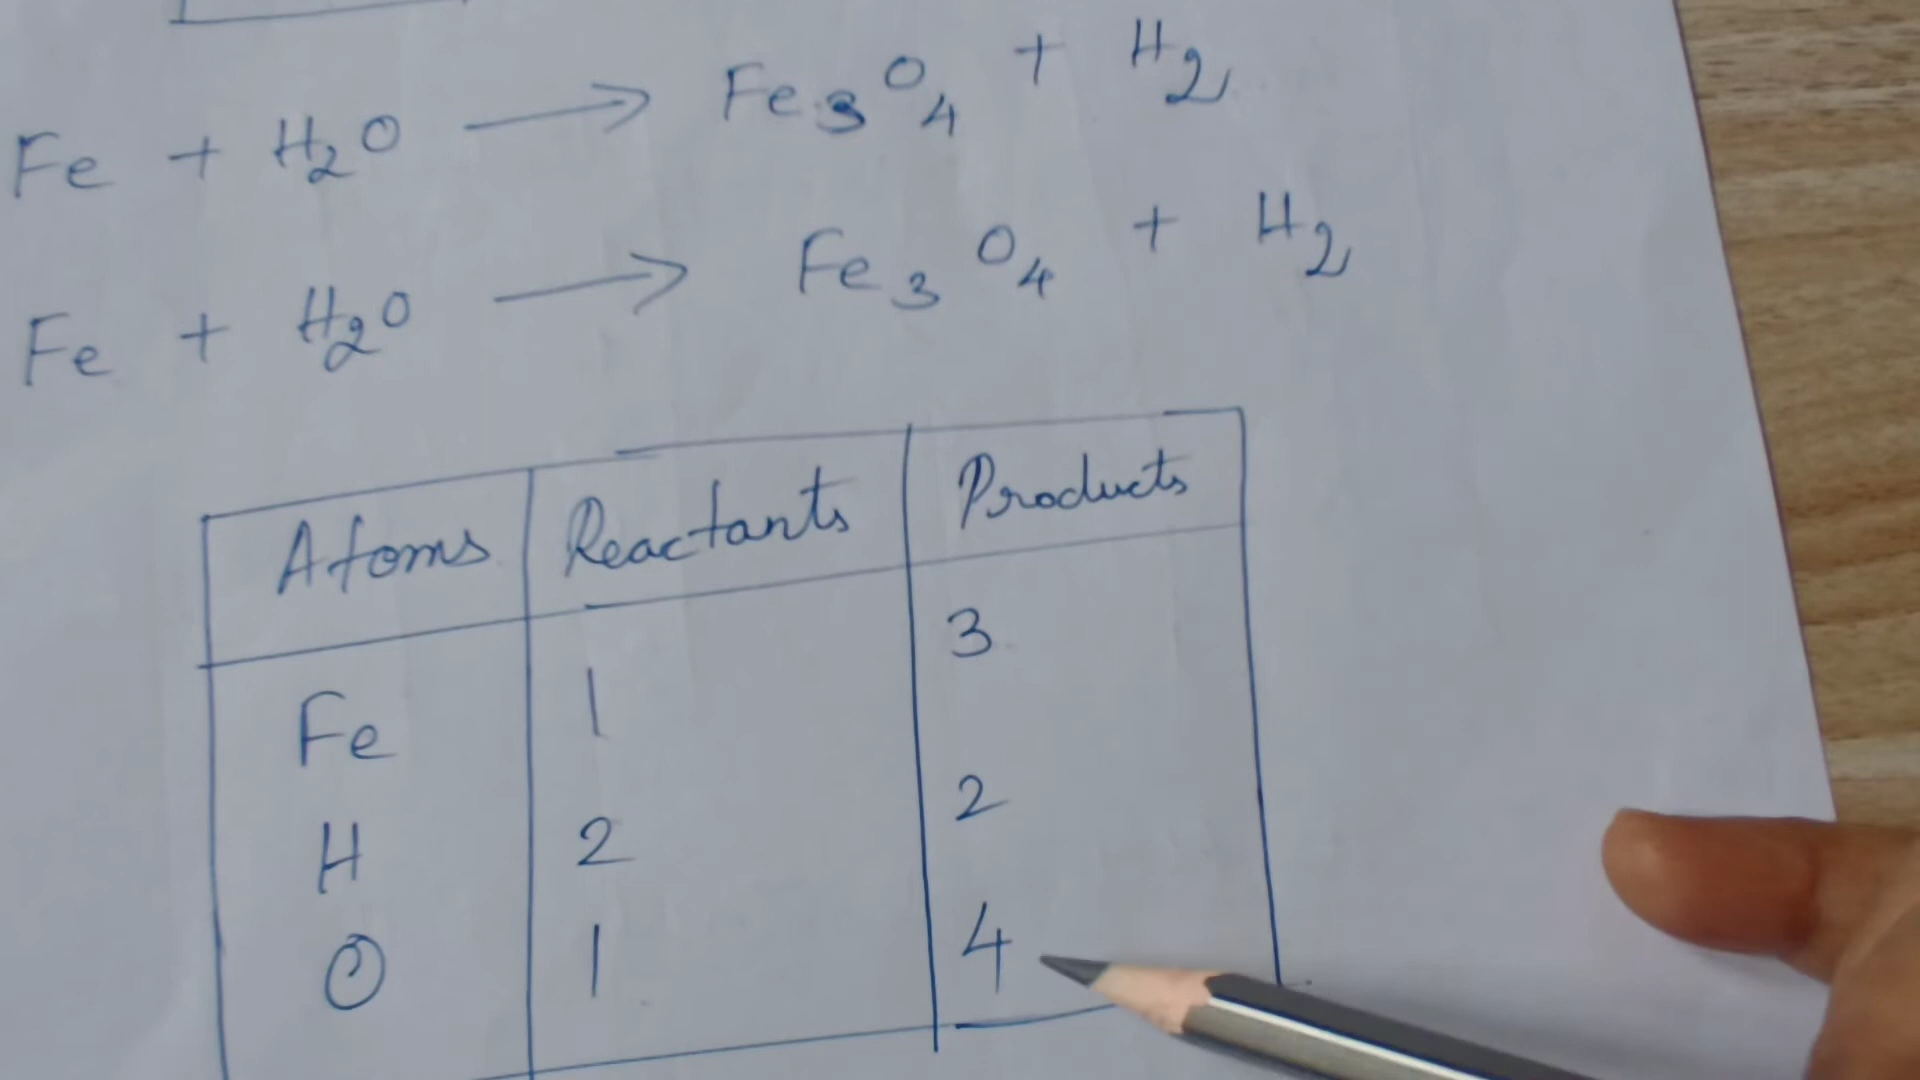 Fe + H₂O → Fe₃O₄ + H₂
Fe + H₂O → Fe₃O₄ + H₂
Atoms Reactants Products
Fe 1 3
H 2 2
O 1 4